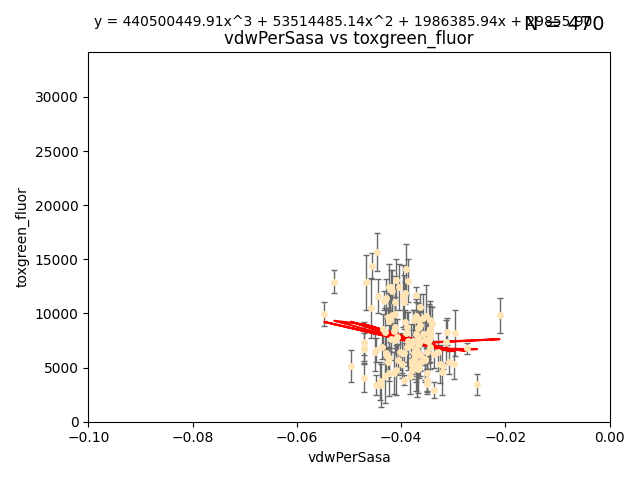 y = 440500449.91x^3 + 53514485.14x^2 + 1986385.94x +
N = 470
vdwPerSasa vs toxgreen_fluor
30000
25000
20000
15000
10000
5000
0
toxgreen_fluor
−0.10
−0.08
−0.06
−0.04
−0.02
0.00
vdwPerSasa